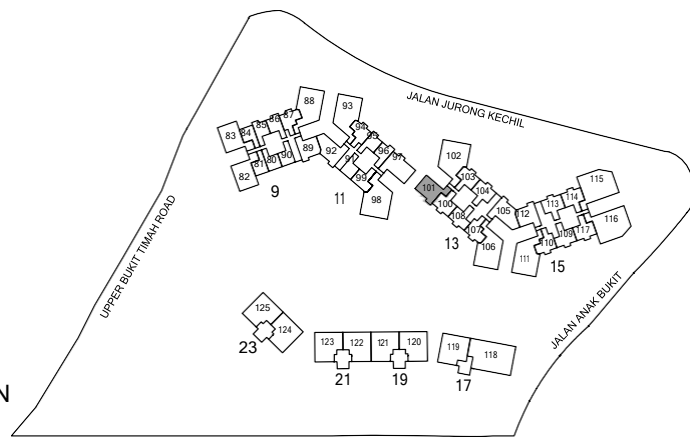 JALAN JURONG KECHIL
UPPER BUKIT TIMAH ROAD
JALAN ANAK BUKIT
83 84 85 86 87 88
82 81 80 90 89
9
93 94 95 96 97
92 91 99 98
11
102 103 104 105
101 100 108 107 106
13
112 113 114 115
111 110 109 117 116
15
125 124
23
123 122 121 120
21 19
119 118
17
N